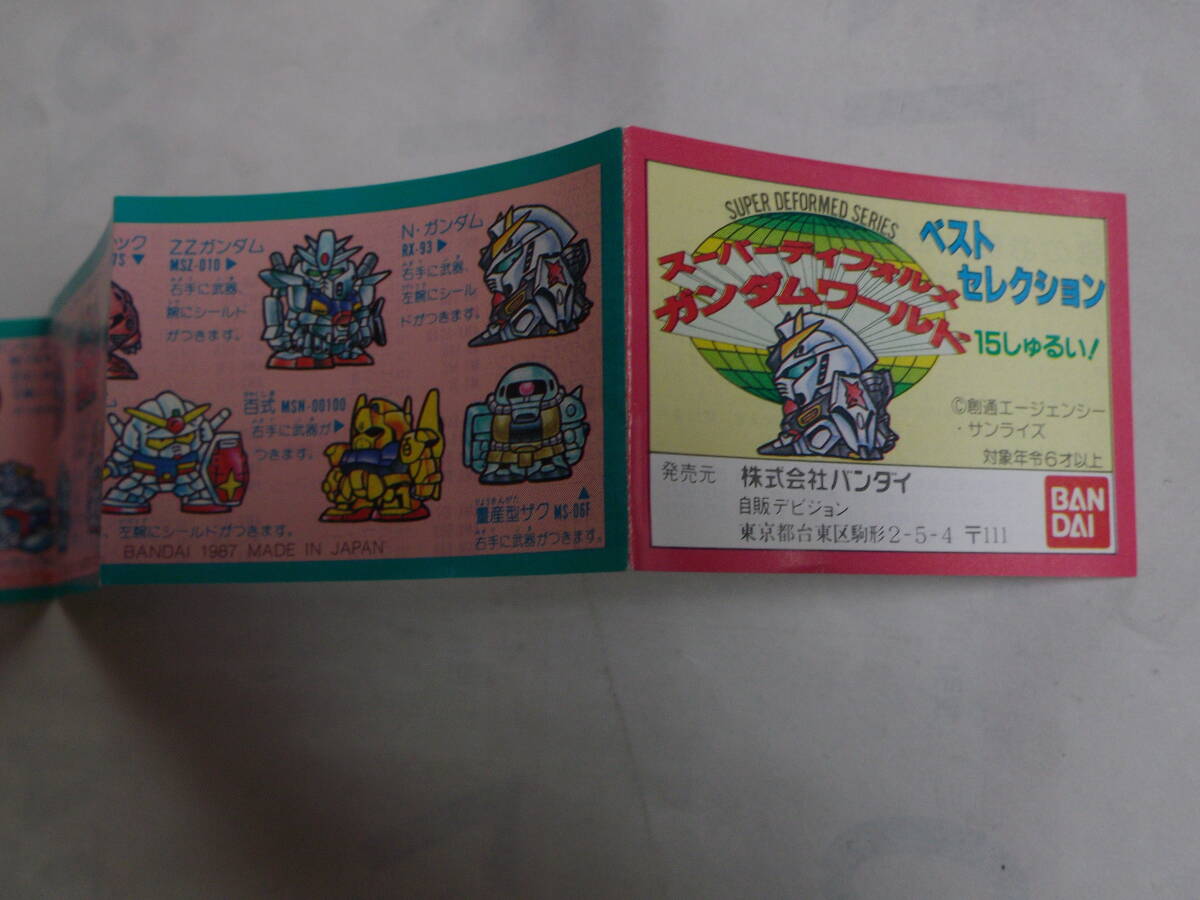 ック
7S▼
ZZガンダム
MSZ-010▶
右手に武器、
腕にシールド
がつきます。
N・ガンダム
RX-93▶
右手に武器、
左腕にシール
ドがつきます。
百式 MSN-00100
右手に武器が▶
つきます。
量産型ザク MS-06F
右手に武器がつきます。
、左腕にシールドがつきます。
BANDAI 1987 MADE IN JAPAN
SUPER DEFORMED SERIES
スーパーディフォルメ
ガンダムワールド
ベスト
セレクション
15しゅるい!
©創通エージェンシー
・サンライズ
対象年令6才以上
発売元 株式会社バンダイ
自販デビジョン
東京都台東区駒形2-5-4 〒111
BAN
DAI